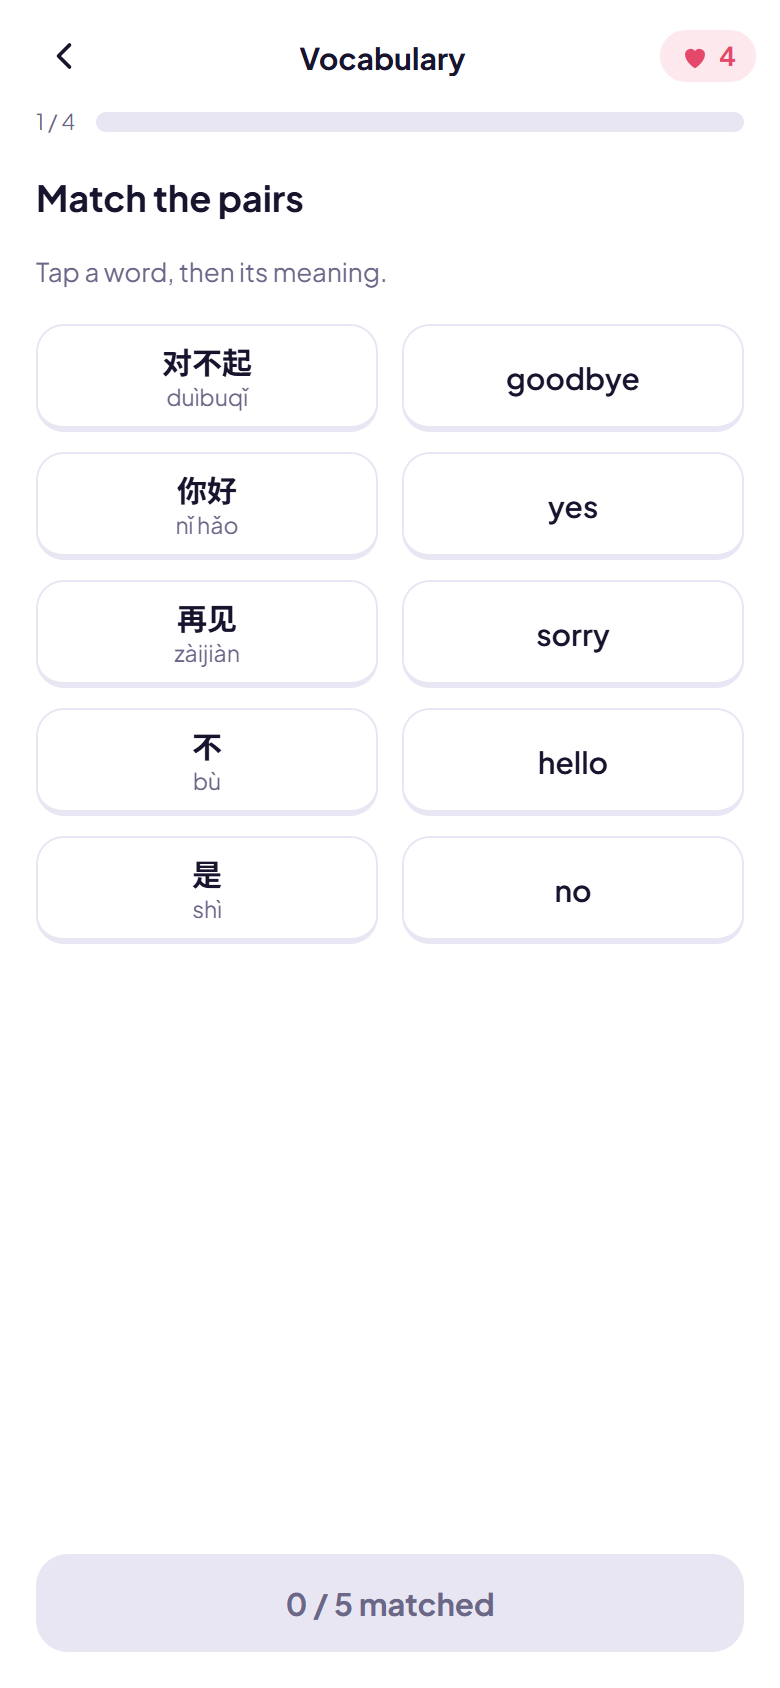 Vocabulary
4
1 / 4
Match the pairs
Tap a word, then its meaning.
对不起
duìbuqǐ
goodbye
你好
nǐ hǎo
yes
再见
zàijiàn
sorry
不
bù
hello
是
shì
no
0 / 5 matched